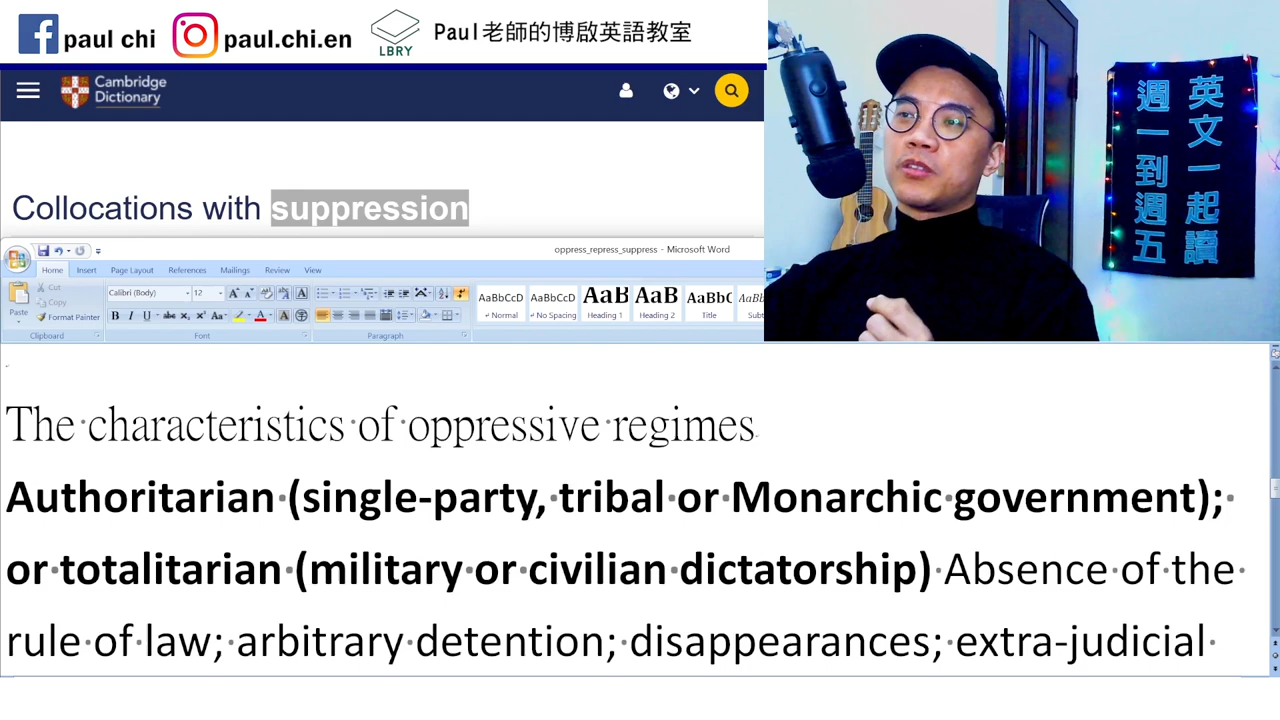 paul chi
paul.chi.en
LBRY
Paul老師的博啟英語教室
Cambridge
Dictionary
Collocations with suppression
oppress_repress_suppress - Microsoft Word
Home Insert Page Layout References Mailings Review View
Cut
Copy
Format Painter
Paste
Calibri (Body) 12
AaBbCcD AaBbCcD AaBb AaB AaBbC AaBb
Normal No Spacing Heading 1 Heading 2 Title Subt
Clipboard Font Paragraph
英文一起讀
週一到週五
The characteristics of oppressive regimes
Authoritarian (single-party, tribal or Monarchic government);
or totalitarian (military or civilian dictatorship) Absence of the
rule of law; arbitrary detention; disappearances; extra-judicial